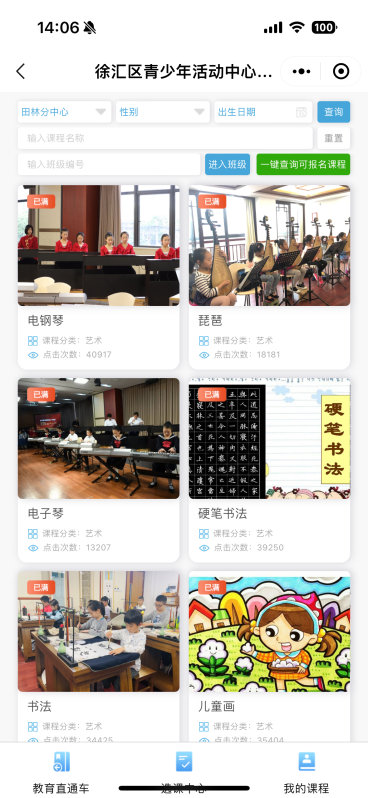 14:06
100
徐汇区青少年活动中心...
田林分中心
性别
出生日期
查询
输入课程名称
重置
输入班级编号
进入班级
一键查询可报名课程
已满
已满
电钢琴
琵琶
课程分类：艺术
课程分类：艺术
点击次数：40917
点击次数：18181
已满
已满
硬笔书法
电子琴
硬笔书法
课程分类：艺术
课程分类：艺术
点击次数：13207
点击次数：39250
已满
已满
书法
儿童画
课程分类：艺术
课程分类：艺术
点击次数：34425
点击次数：35404
教育直通车
选课中心
我的课程